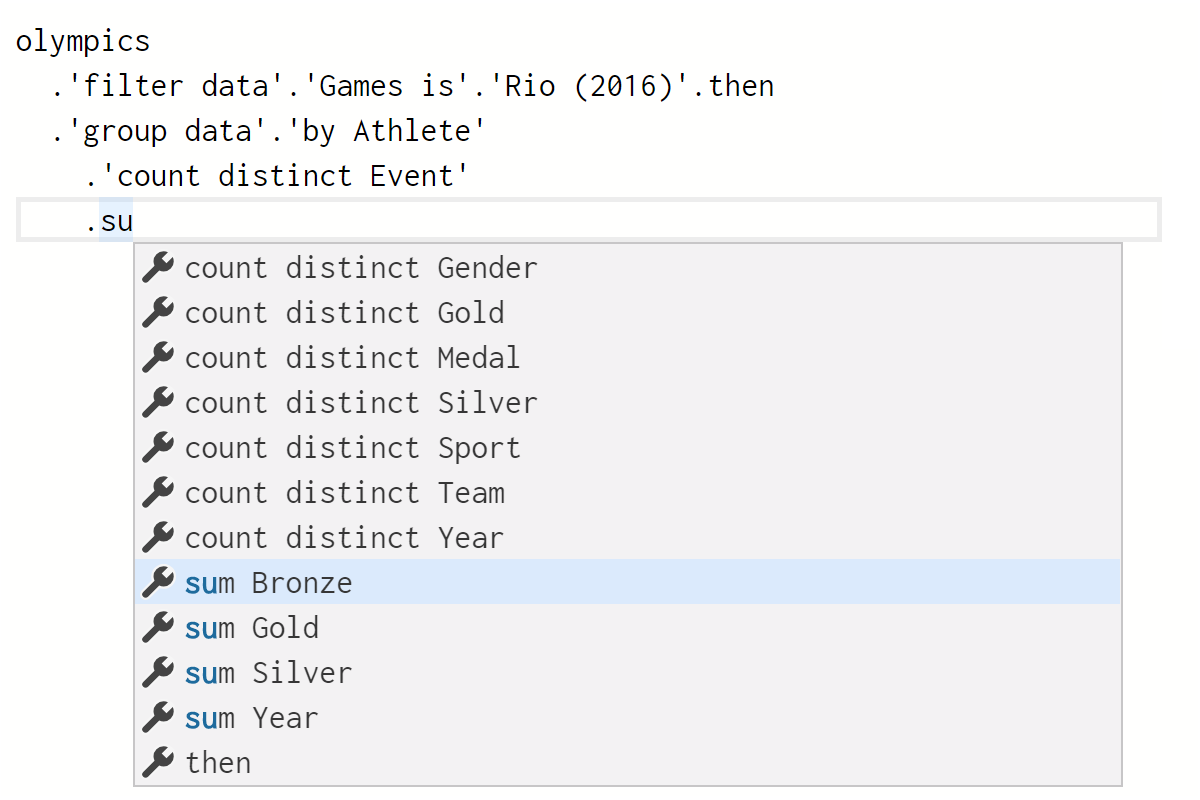 olympics
.'filter data'.'Games is'.'Rio (2016)'.then
.'group data'.'by Athlete'
.'count distinct Event'
.su
count distinct Gender
count distinct Gold
count distinct Medal
count distinct Silver
count distinct Sport
count distinct Team
count distinct Year
sum Bronze
sum Gold
sum Silver
sum Year
then